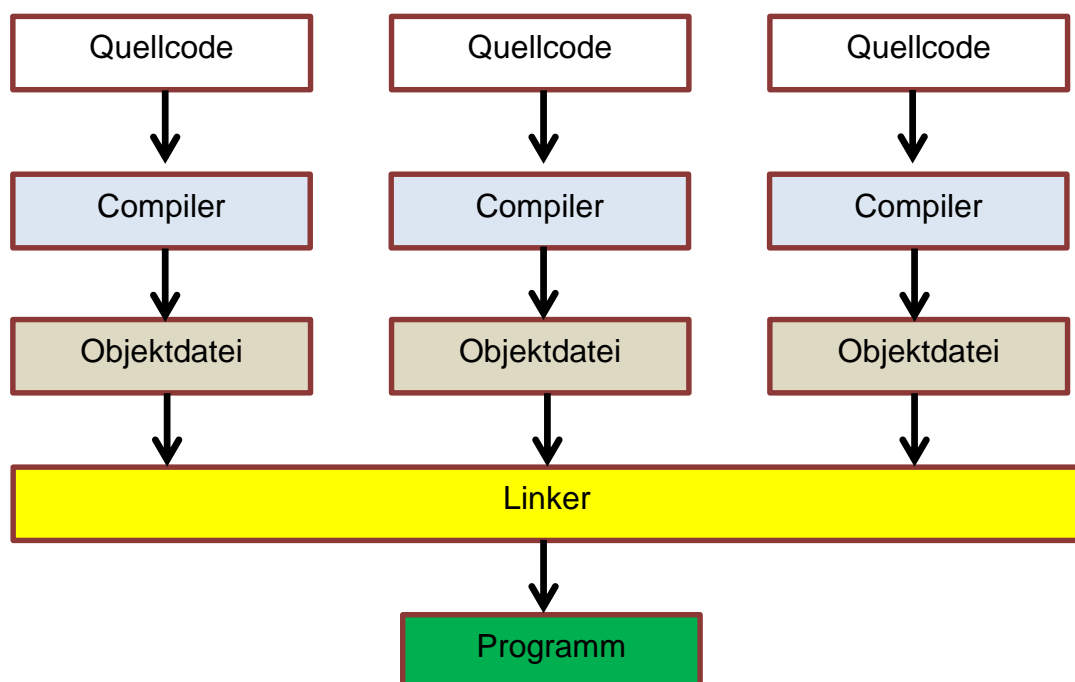 Quellcode
Quellcode
Quellcode
Compiler
Compiler
Compiler
Objektdatei
Objektdatei
Objektdatei
Linker
Programm